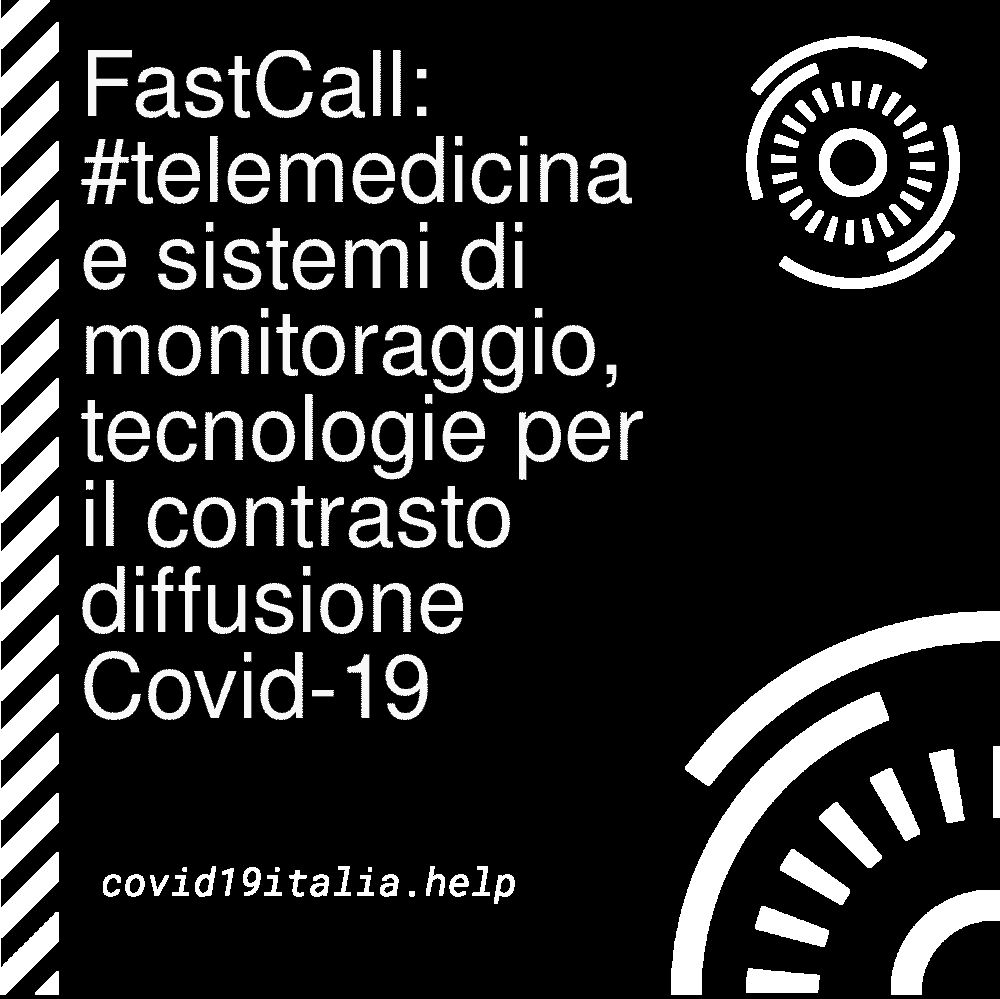 FastCall:
#telemedicina
e sistemi di
monitoraggio,
tecnologie per
il contrasto
diffusione
Covid-19
covid19italia.help